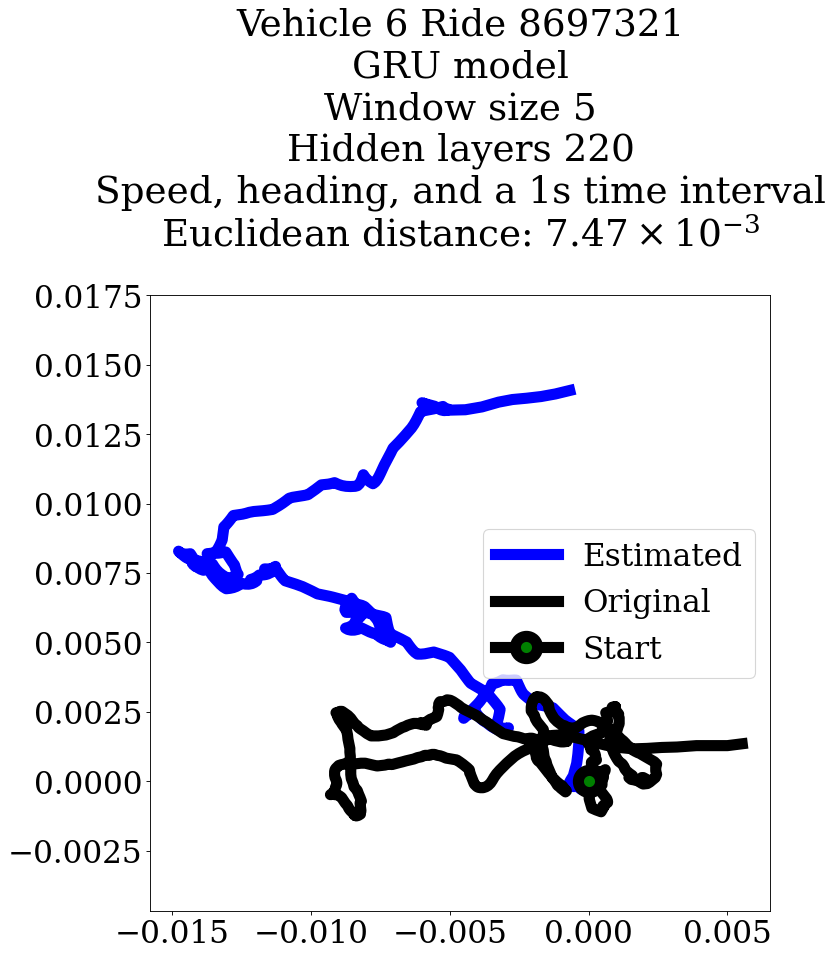 Vehicle 6 Ride 8697321
GRU model
Window size 5
Hidden layers 220
Speed, heading, and a 1s time interval
Euclidean distance: 7.47 × 10⁻³
0.0175
0.0150
0.0125
0.0100
0.0075
0.0050
0.0025
0.0000
−0.0025
Estimated
Original
Start
−0.015 −0.010 −0.005 0.000 0.005